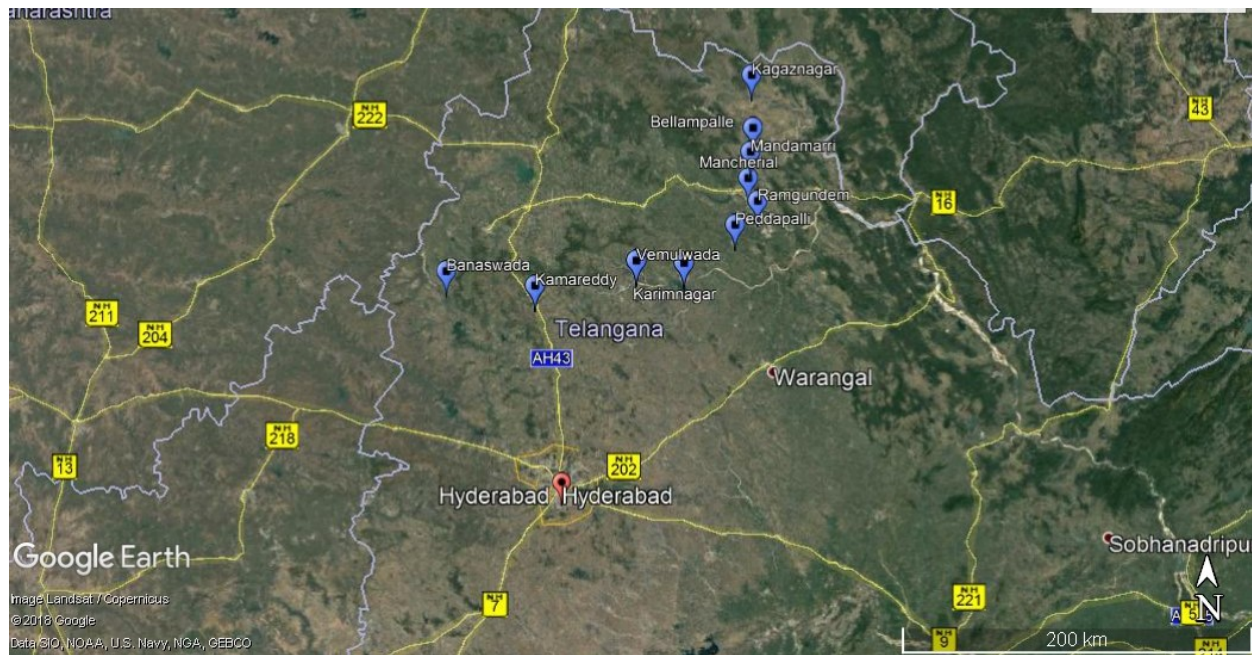 aharashtra
Kagaznagar
NH
222
NH
43
Bellampalle
Mandamarri
Mancherial
Ramgundem
NH
16
Peddapalli
Vemulwada
Banaswada
Kamareddy
Karimnagar
NH
211
NH
204
Telangana
AH43
Warangal
NH
218
NH
13
NH
202
Hyderabad
Hyderabad
Google Earth
Sobhanadripu
Image Landsat / Copernicus
© 2018 Google
Data SIO, NOAA, U.S. Navy, NGA, GEBCO
NH
7
NH
221
N
NH
9
200 km